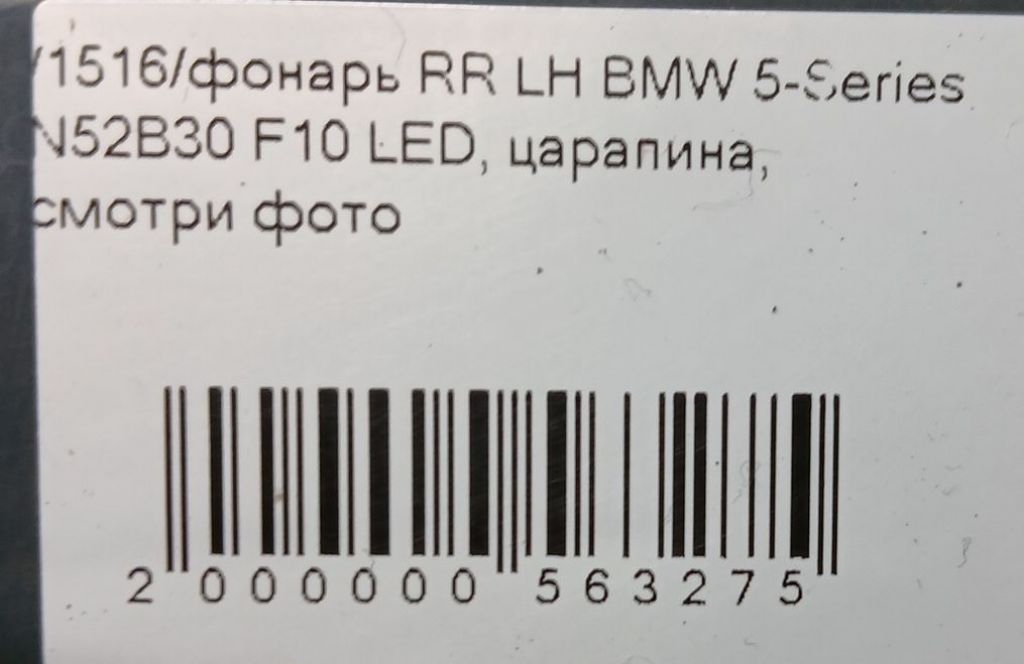 /1516/фонарь RR LH BMW 5-Series
N52B30 F10 LED, царапина,
смотри фото
2 000000 563275